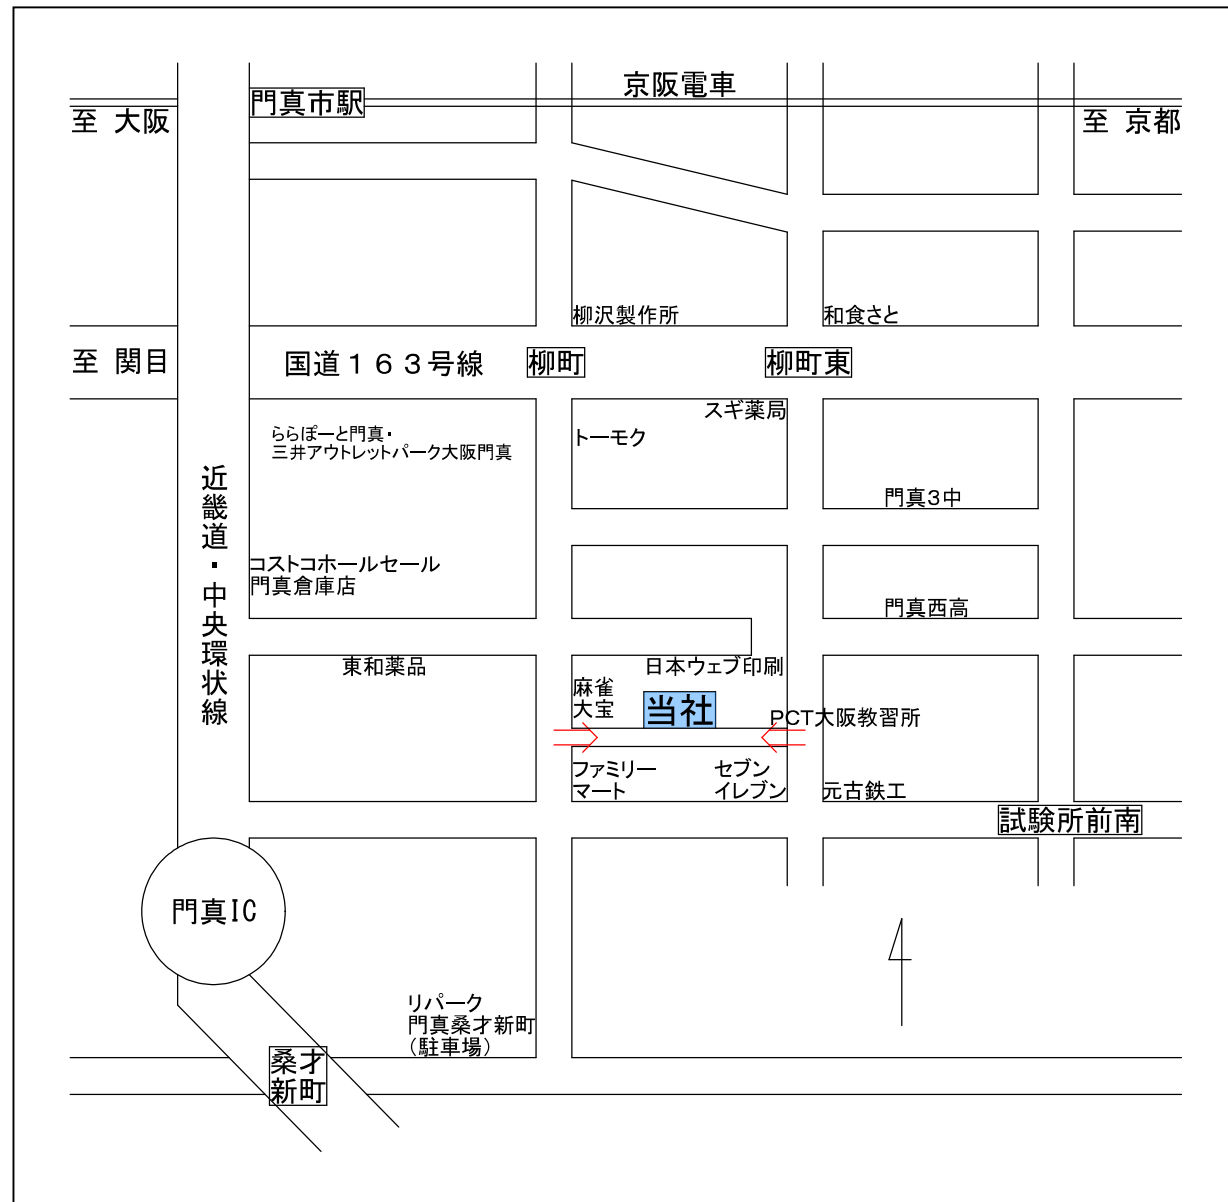 京阪電車
門真市駅
至 大阪
至 京都
柳沢製作所
和食さと
至 関目
国道１６３号線
柳町
柳町東
スギ薬局
トーモク
ららぽーと門真・
三井アウトレットパーク大阪門真
近畿道・中央環状線
門真3中
コストコホールセール
門真倉庫店
門真西高
東和薬品
日本ウェブ印刷
麻雀
大宝
当社
PCT大阪教習所
ファミリー
マート
セブン
イレブン
元古鉄工
試験所前南
門真IC
リパーク
門真桑才新町
（駐車場）
桑才
新町